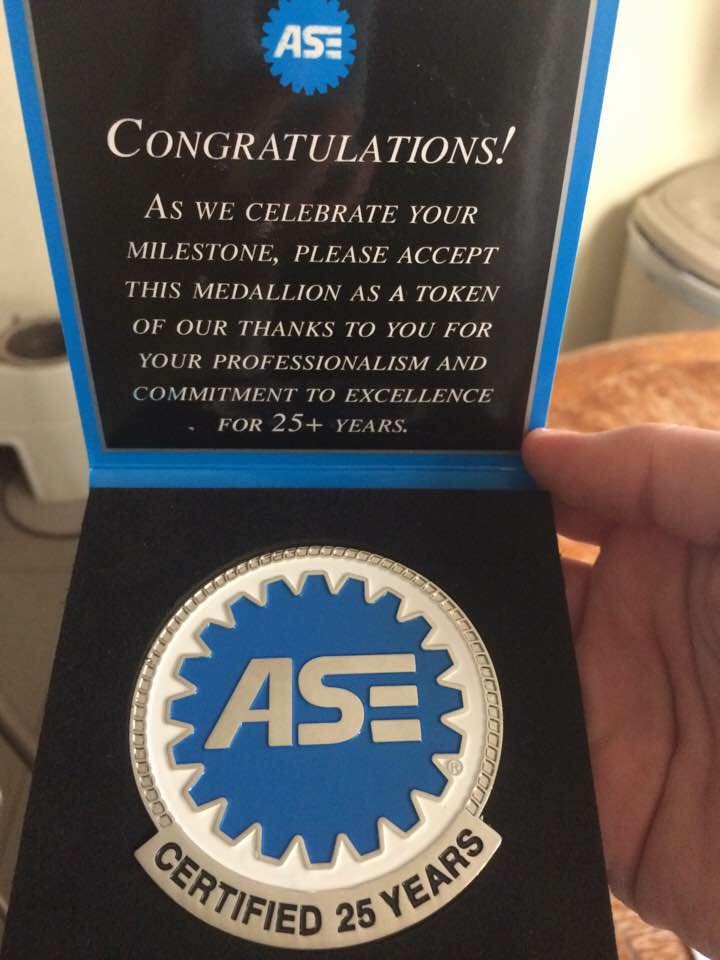 ASE
CONGRATULATIONS!
AS WE CELEBRATE YOUR
MILESTONE, PLEASE ACCEPT
THIS MEDALLION AS A TOKEN
OF OUR THANKS TO YOU FOR
YOUR PROFESSIONALISM AND
COMMITMENT TO EXCELLENCE
FOR 25+ YEARS.
ASE
®
CERTIFIED 25 YEARS